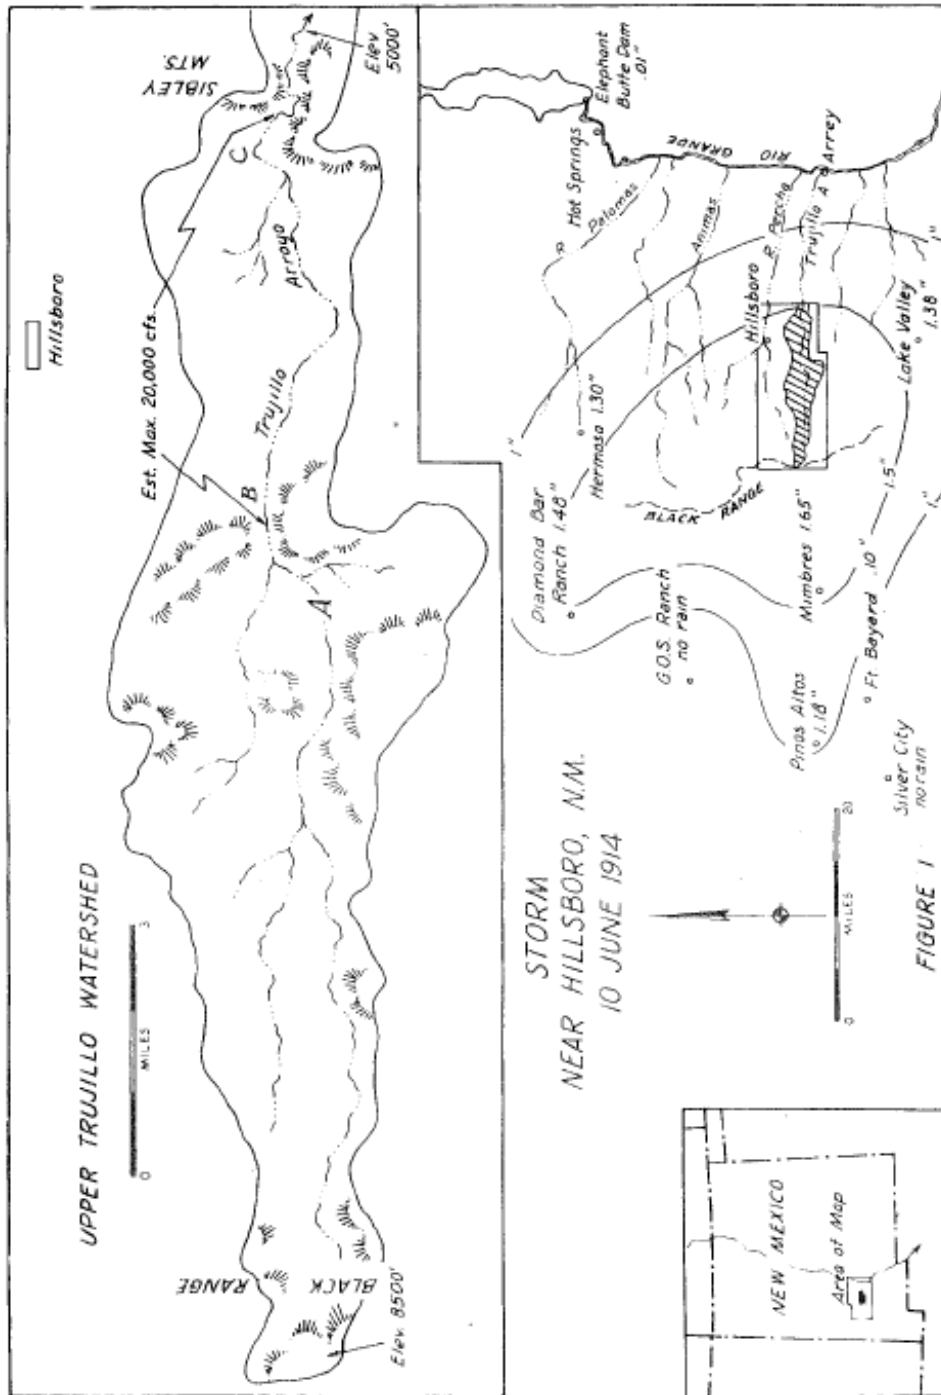 UPPER TRUJILLO WATERSHED
0
MILES
3
Hillsboro
Est. Max. 20,000 cfs.
SIBLEY
MTS.
Elev
5000'
C
Arroyo
Trujillo
B
A
BLACK
RANGE
Elev. 8500'
STORM
NEAR HILLSBORO, N.M.
10 JUNE 1914
0
MILES
20
FIGURE 1
NEW MEXICO
Area of Map
Elephant
Butte Dam
.01"
Hot Springs
RIO
GRANDE
R. Palomas
Animas
R. Percha
Trujillo A
Arrey
Hillsboro
Hermosa 1.30"
1"
Diamond Bar
Ranch 1.48"
BLACK RANGE
G.O.S. Ranch
no rain
Mimbres 1.65"
Lake Valley
1.38"
1"
1.5"
1"
Pinos Altos
1.18"
Ft. Bayard .10"
Silver City
no rain